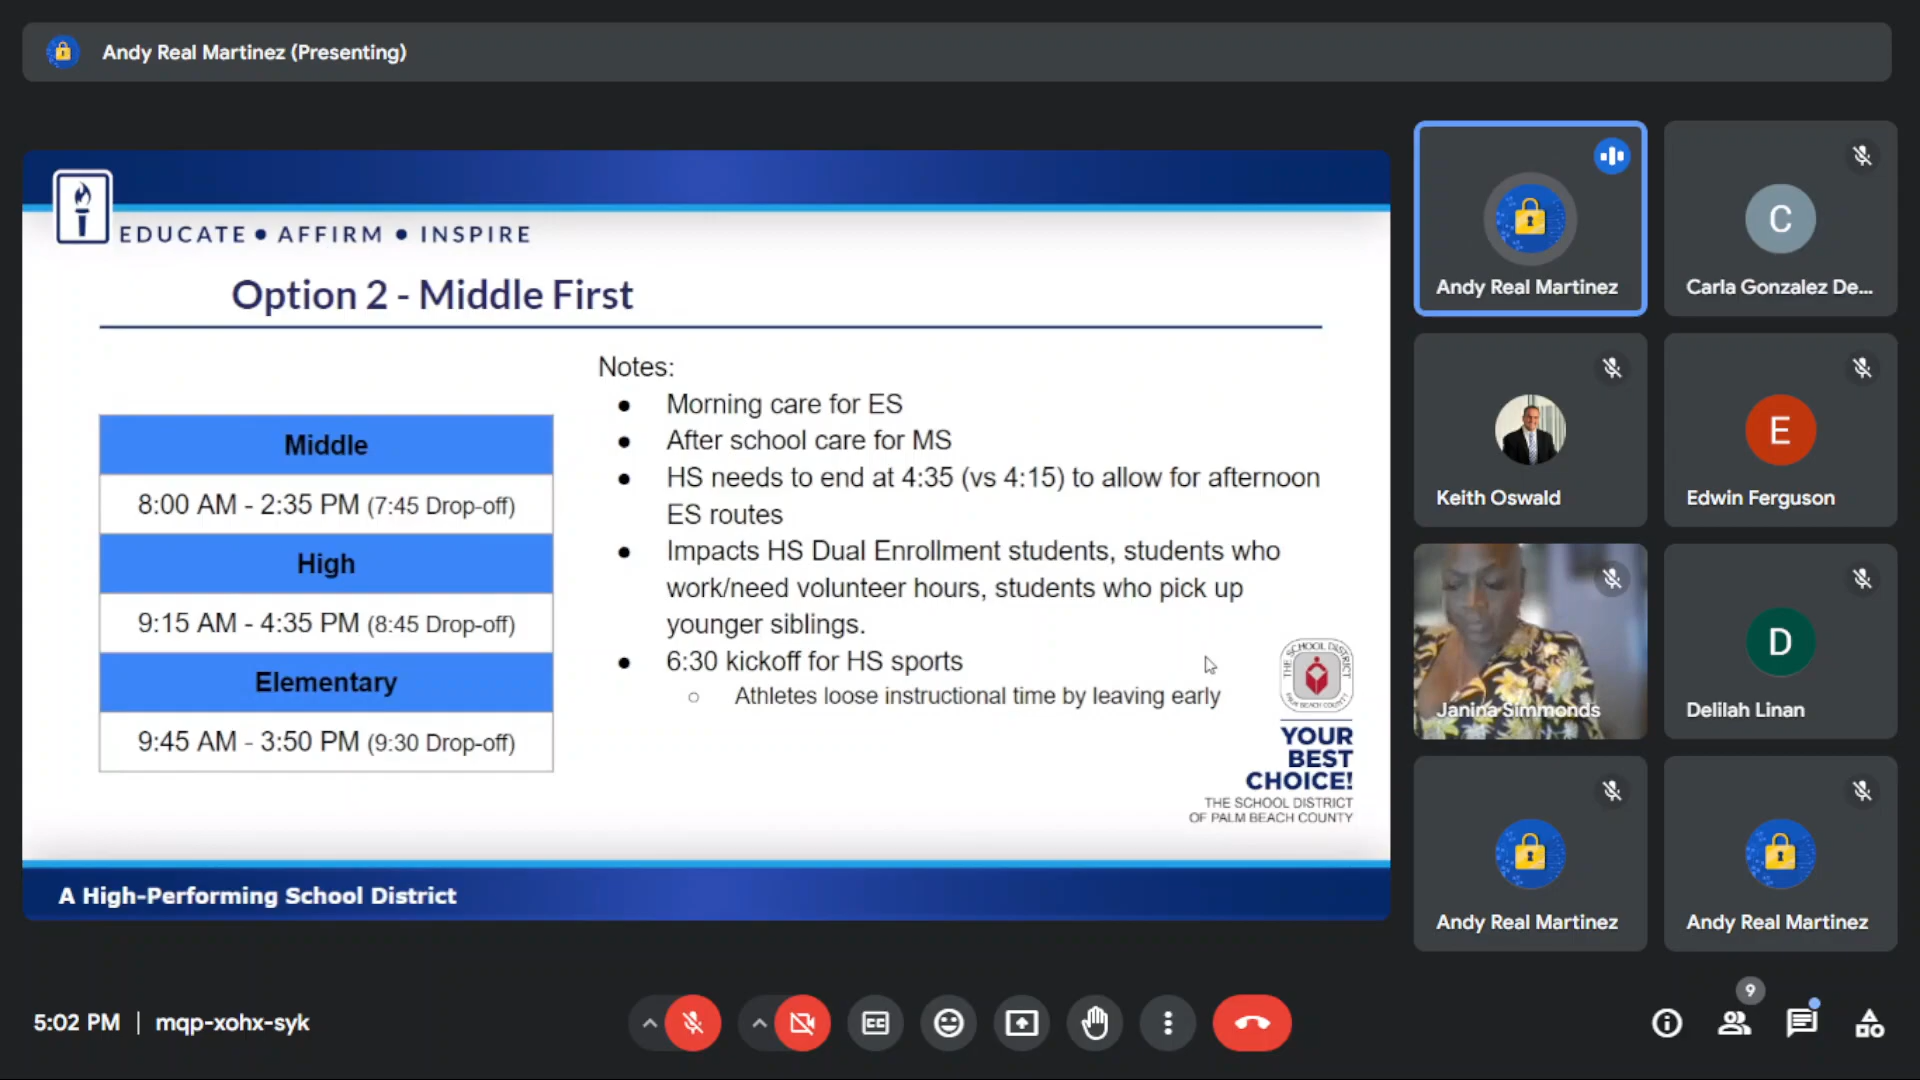 Andy Real Martinez (Presenting)
EDUCATE • AFFIRM • INSPIRE
Option 2 - Middle First
Middle
8:00 AM - 2:35 PM (7:45 Drop-off)
High
9:15 AM - 4:35 PM (8:45 Drop-off)
Elementary
9:45 AM - 3:50 PM (9:30 Drop-off)
Notes:
● Morning care for ES
● After school care for MS
● HS needs to end at 4:35 (vs 4:15) to allow for afternoon
ES routes
● Impacts HS Dual Enrollment students, students who
work/need volunteer hours, students who pick up
younger siblings.
● 6:30 kickoff for HS sports
○ Athletes loose instructional time by leaving early
THE SCHOOL DISTRICT
PALM BEACH COUNTY
YOUR
BEST
CHOICE!
THE SCHOOL DISTRICT
OF PALM BEACH COUNTY
A High-Performing School District
Andy Real Martinez
C
Carla Gonzalez De...
Keith Oswald
E
Edwin Ferguson
Janina Simmonds
D
Delilah Linan
Andy Real Martinez
Andy Real Martinez
5:02 PM | mqp-xohx-syk
CC
9